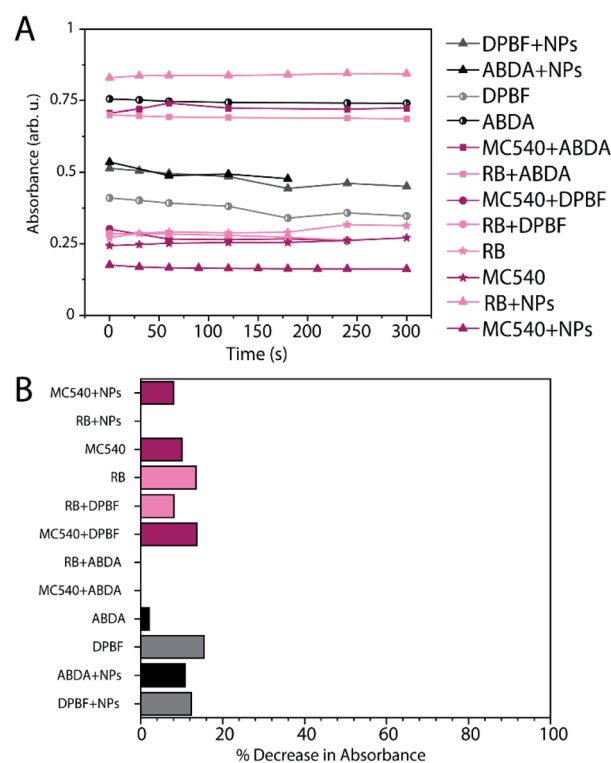 A
Absorbance (arb. u.)
1
0.75
0.5
0.25
0
0
50
100
150
200
250
300
Time (s)
DPBF+NPs
ABDA+NPs
DPBF
ABDA
MC540+ABDA
RB+ABDA
MC540+DPBF
RB+DPBF
RB
MC540
RB+NPs
MC540+NPs
B
MC540+NPs
RB+NPs
MC540
RB
RB+DPBF
MC540+DPBF
RB+ABDA
MC540+ABDA
ABDA
DPBF
ABDA+NPs
DPBF+NPs
0
20
40
60
80
100
% Decrease in Absorbance